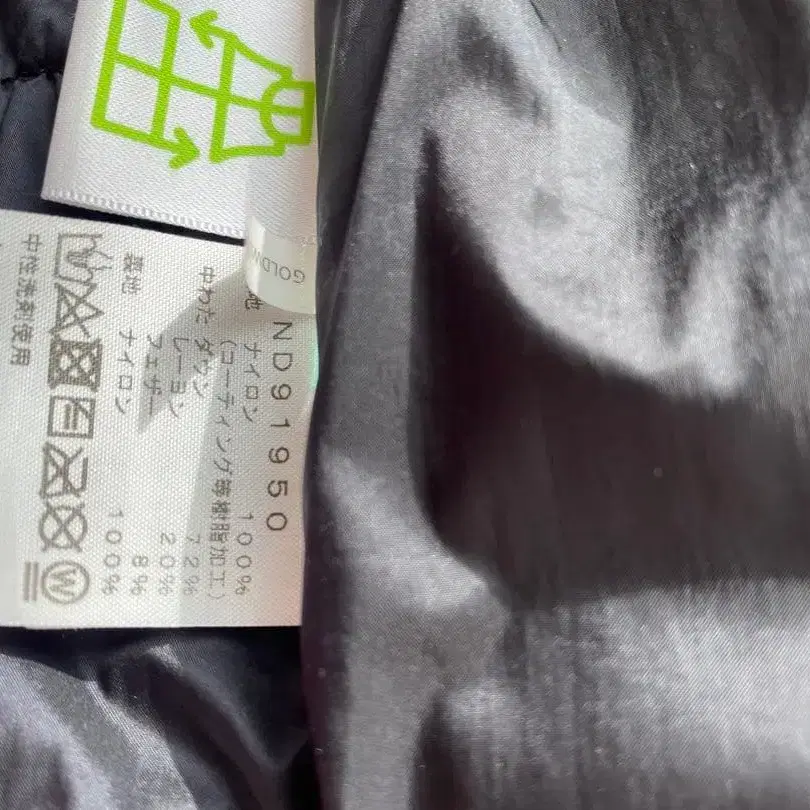 GOLDW
ND91950
地 ナイロン 100%
(コーティング等樹脂加工)
中わた ダウン 72%
レーヨン 20%
フェザー 8%
裏地 ナイロン 100%
W
中性洗剤使用